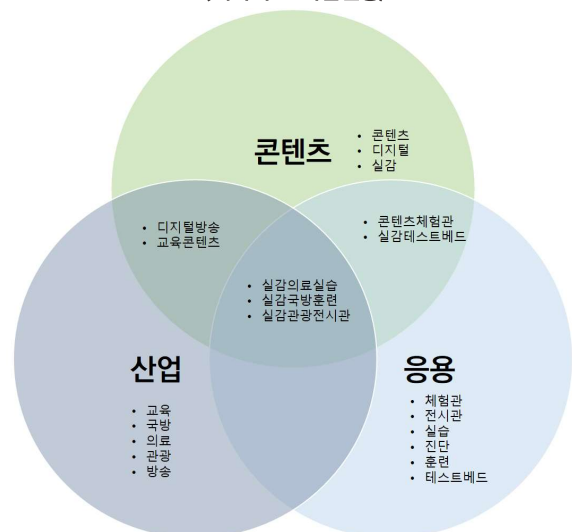 콘텐츠
• 콘텐츠
• 디지털
• 실감
• 디지털방송
• 교육콘텐츠
• 콘텐츠체험관
• 실감테스트베드
• 실감의료실습
• 실감국방훈련
• 실감관광전시관
산업
• 교육
• 국방
• 의료
• 관광
• 방송
응용
• 체험관
• 전시관
• 실습
• 진단
• 훈련
• 테스트베드